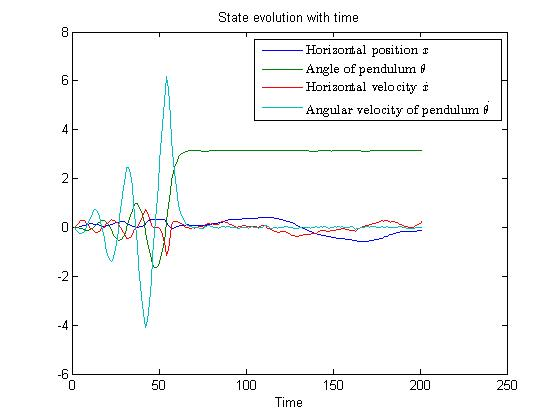 State evolution with time
Horizontal position x
Angle of pendulum θ
Horizontal velocity ẋ
Angular velocity of pendulum θ̇
8
6
4
2
0
-2
-4
-6
0 50 100 150 200 250
Time